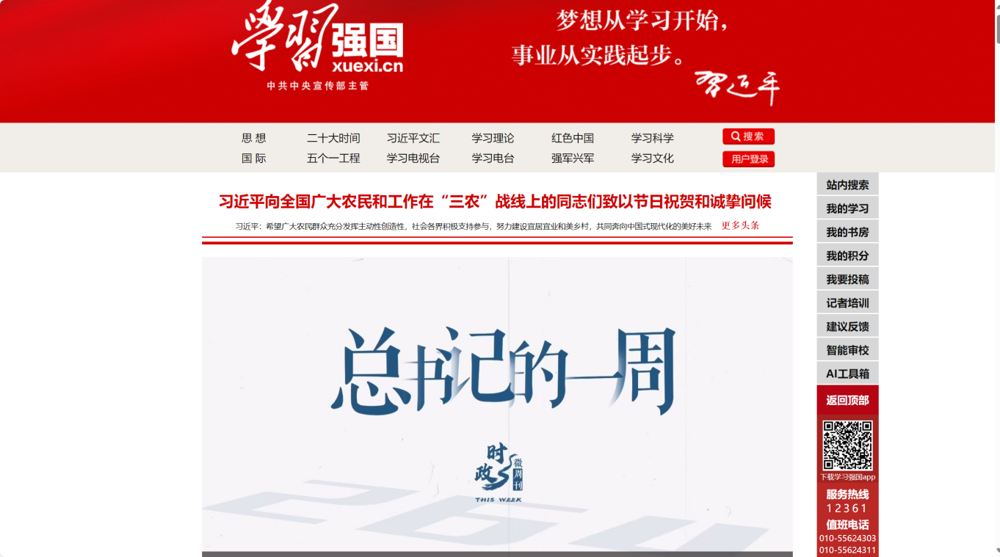 學習强国
xuexi.cn
中共中央宣传部主管
梦想从学习开始，
事业从实践起步。
习近平
思 想 二十大时间 习近平文汇 学习理论 红色中国 学习科学 搜索
国 际 五个一工程 学习电视台 学习电台 强军兴军 学习文化 用户登录
习近平向全国广大农民和工作在“三农”战线上的同志们致以节日祝贺和诚挚问候
习近平：希望广大农民群众充分发挥主动性创造性，社会各界积极支持参与，努力建设宜居宜业和美乡村，共同奔向中国式现代化的美好未来 更多头条
总书记的一周
时政
微周刊
THIS WEEK
站内搜索
我的学习
我的书房
我的积分
我要投稿
记者培训
建议反馈
智能审校
AI工具箱
返回顶部
下载学习强国app
服务热线
12361
值班电话
010-55624303
010-55624311